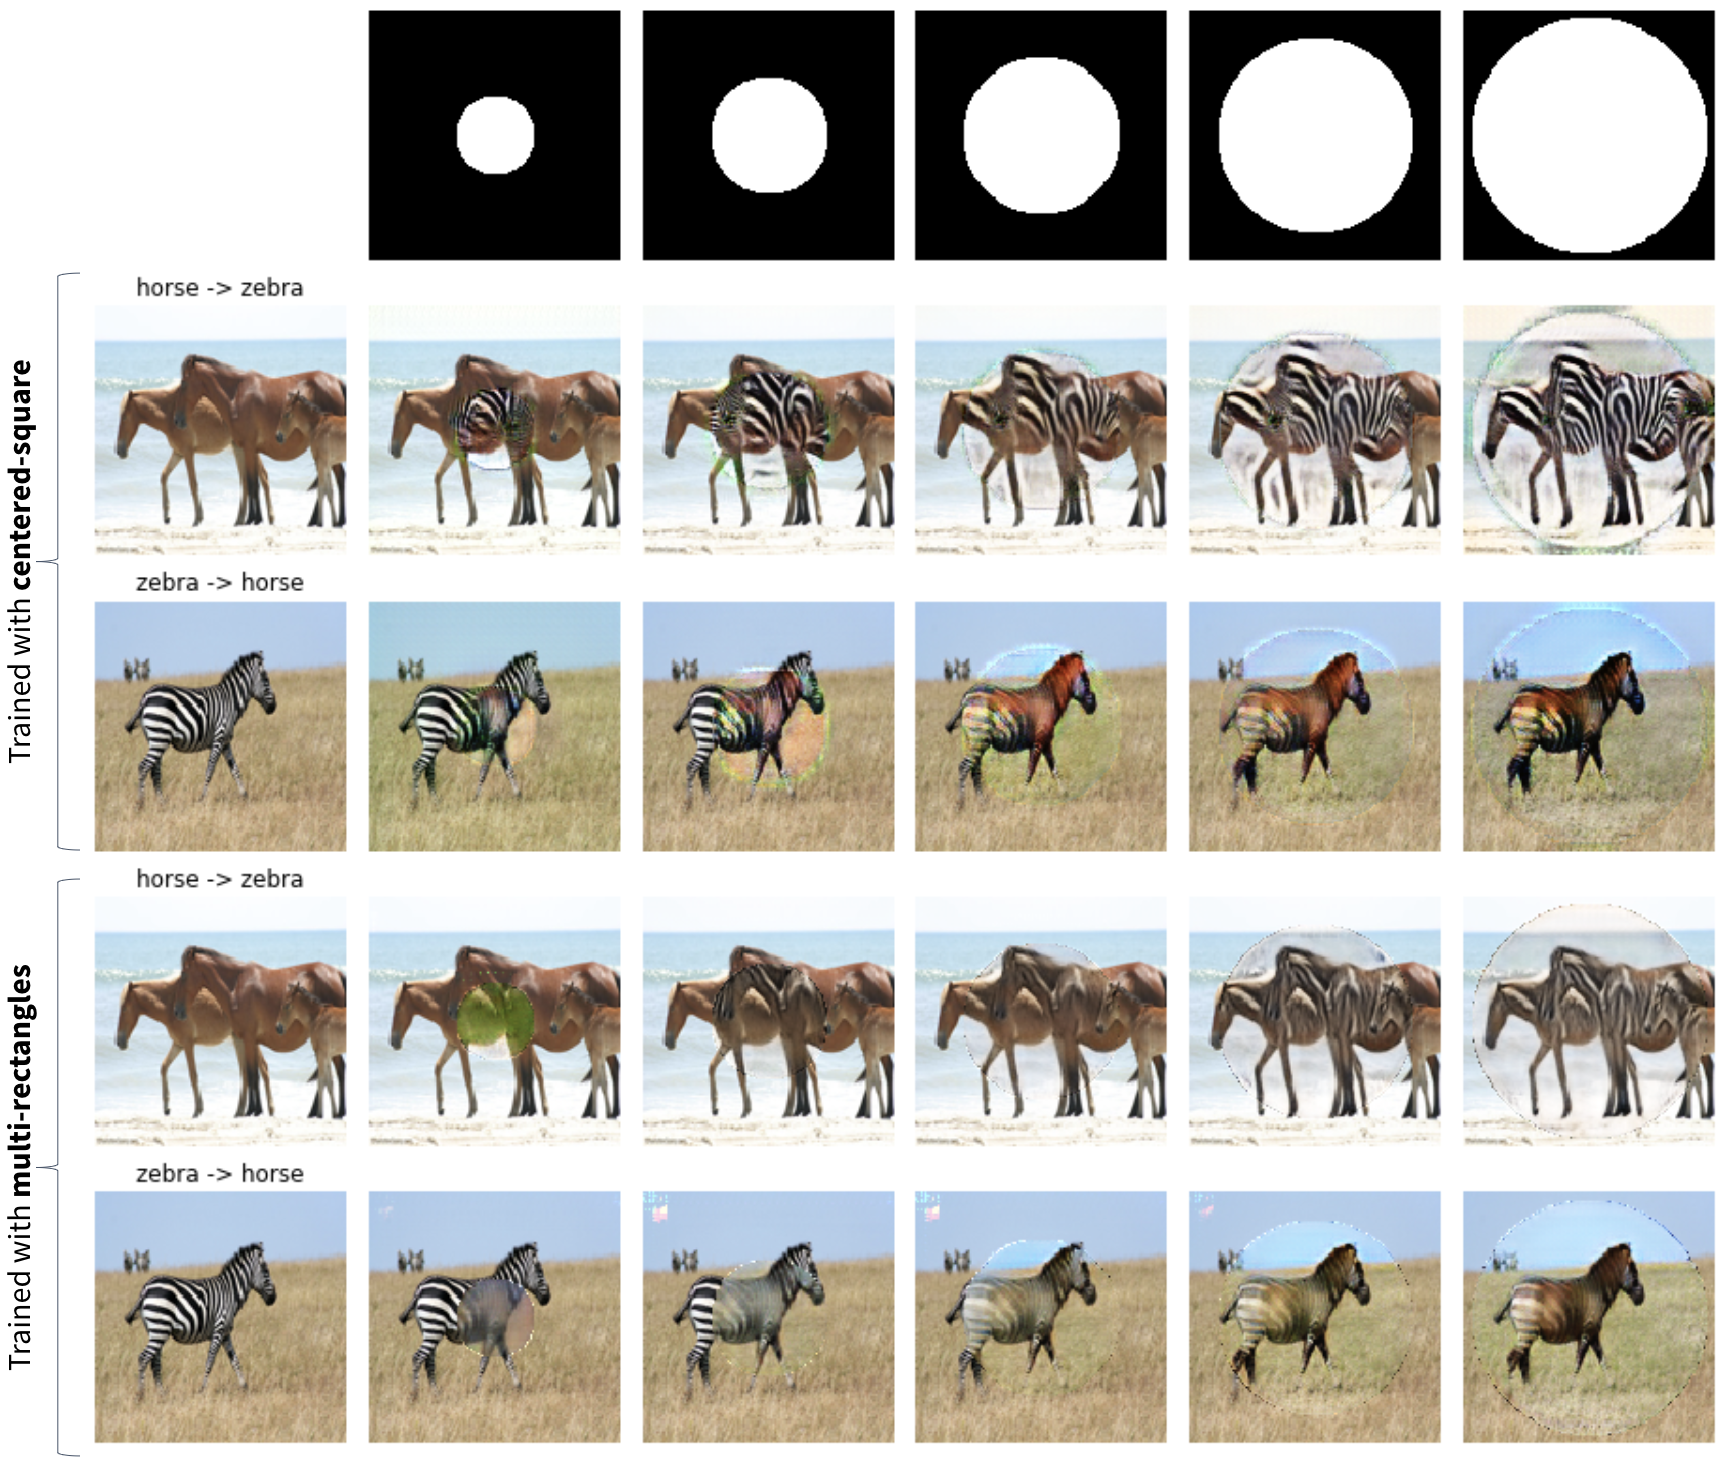 Trained with centered-square
horse -> zebra
zebra -> horse
Trained with multi-rectangles
horse -> zebra
zebra -> horse